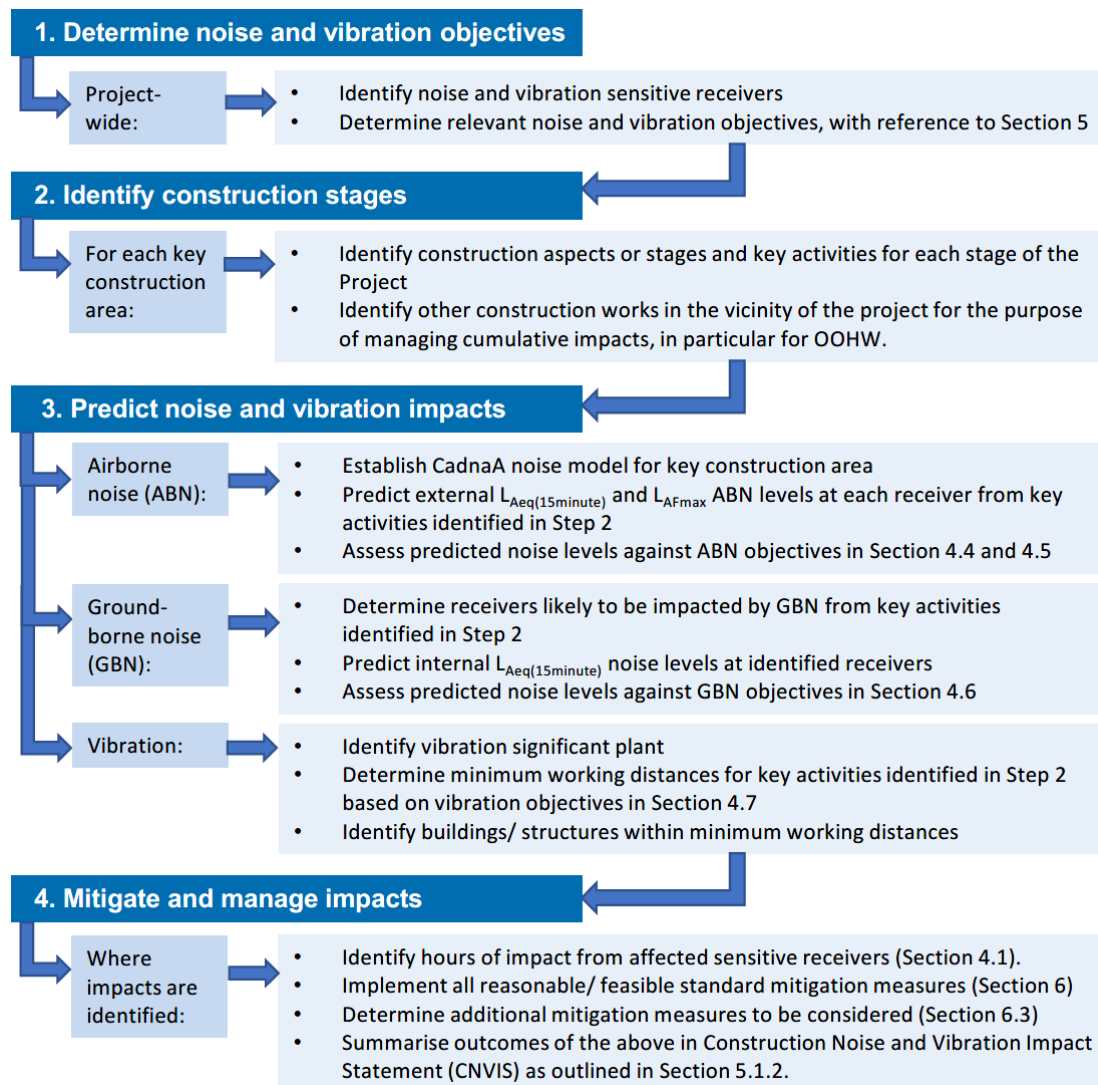 1. Determine noise and vibration objectives
Project-
wide:
• Identify noise and vibration sensitive receivers
• Determine relevant noise and vibration objectives, with reference to Section 5
2. Identify construction stages
For each key
construction
area:
• Identify construction aspects or stages and key activities for each stage of the
Project
• Identify other construction works in the vicinity of the project for the purpose
of managing cumulative impacts, in particular for OOHW.
3. Predict noise and vibration impacts
Airborne
noise (ABN):
• Establish CadnaA noise model for key construction area
• Predict external LAeq(15minute) and LAFmax ABN levels at each receiver from key
activities identified in Step 2
• Assess predicted noise levels against ABN objectives in Section 4.4 and 4.5
Ground-
borne noise
(GBN):
• Determine receivers likely to be impacted by GBN from key activities
identified in Step 2
• Predict internal LAeq(15minute) noise levels at identified receivers
• Assess predicted noise levels against GBN objectives in Section 4.6
Vibration:
• Identify vibration significant plant
• Determine minimum working distances for key activities identified in Step 2
based on vibration objectives in Section 4.7
• Identify buildings/ structures within minimum working distances
4. Mitigate and manage impacts
Where
impacts are
identified:
• Identify hours of impact from affected sensitive receivers (Section 4.1).
• Implement all reasonable/ feasible standard mitigation measures (Section 6)
• Determine additional mitigation measures to be considered (Section 6.3)
• Summarise outcomes of the above in Construction Noise and Vibration Impact
Statement (CNVIS) as outlined in Section 5.1.2.